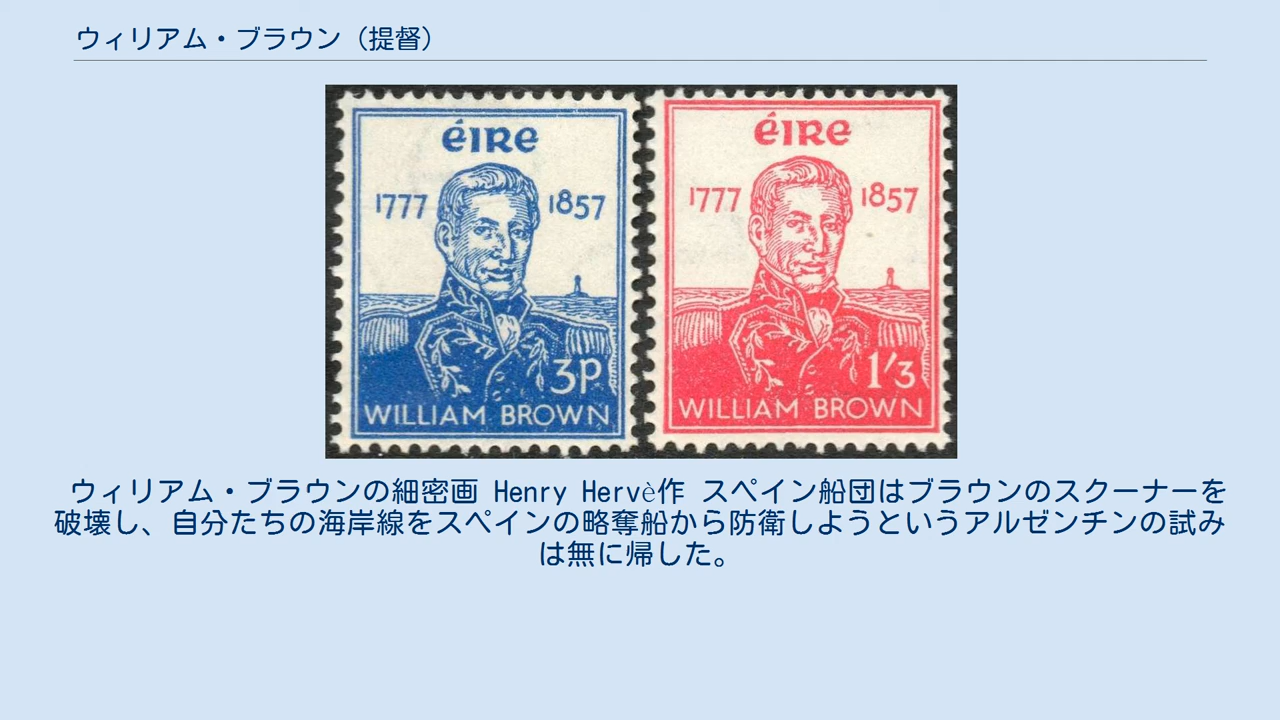 ウィリアム・ブラウン（提督）
éIRe éIRe
1777 1857 1777 1857
3P 1/3
WILLIAM BROWN WILLIAM BROWN
ウィリアム・ブラウンの細密画 Henry Hervè作 スペイン船団はブラウンのスクーナーを
破壊し、自分たちの海岸線をスペインの略奪船から防衛しようというアルゼンチンの試み
は無に帰した。